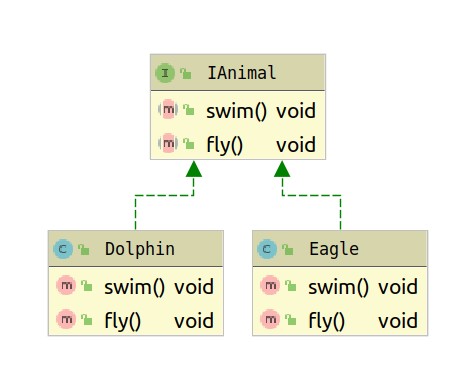 I IAnimal
m swim() void
m fly() void
C Dolphin
m swim() void
m fly() void
C Eagle
m swim() void
m fly() void